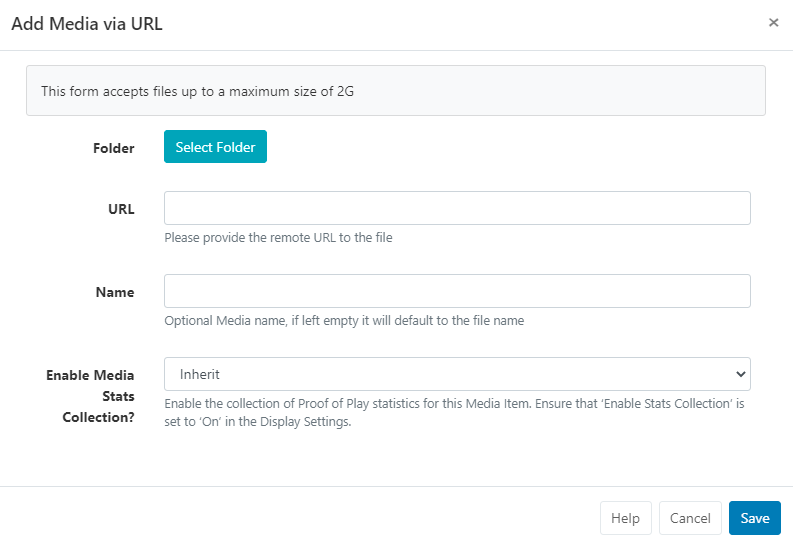 Add Media via URL
×
This form accepts files up to a maximum size of 2G
Folder
Select Folder
URL
Please provide the remote URL to the file
Name
Optional Media name, if left empty it will default to the file name
Enable Media
Stats
Collection?
Inherit
Enable the collection of Proof of Play statistics for this Media Item. Ensure that ‘Enable Stats Collection’ is
set to ‘On’ in the Display Settings.
Help
Cancel
Save